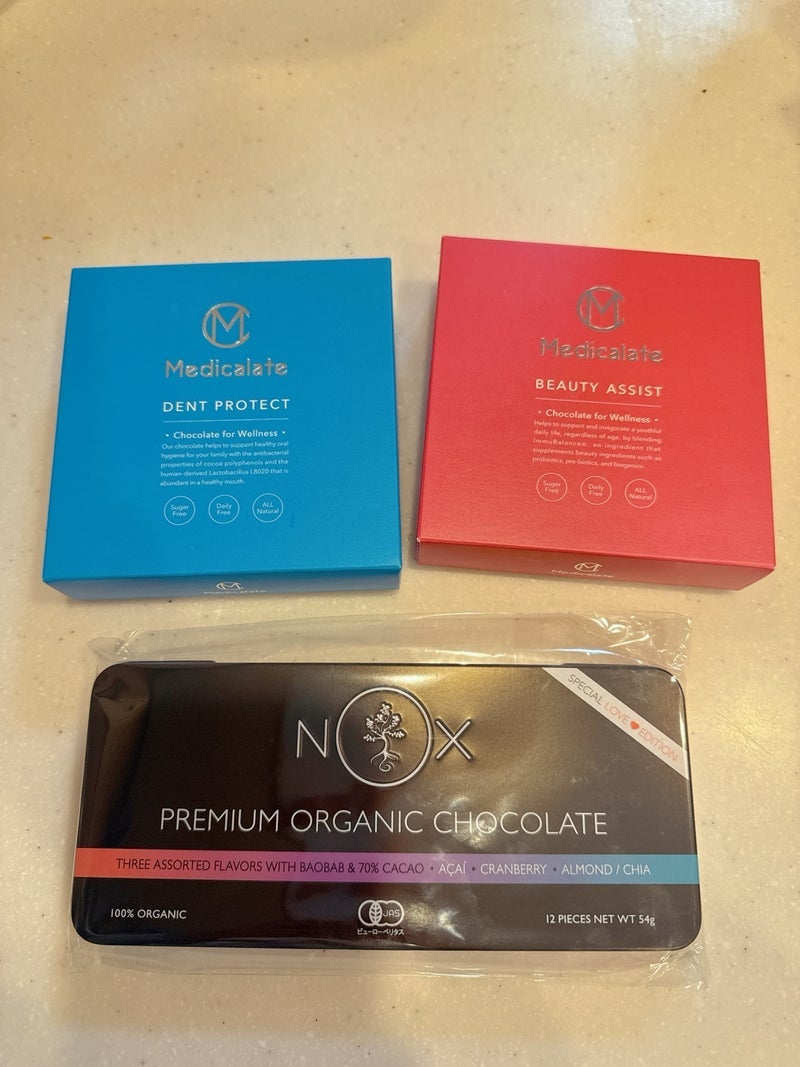 Medicalate
DENT PROTECT
• Chocolate for Wellness •
Our chocolate helps to support healthy oral
hygiene for your family with the antibacterial
properties of cocoa polyphenols and the
human-derived Lactobacillus L8020 that is
abundant in a healthy mouth.
Suger
Free
Daily
Free
ALL
Natural
Medicalate
Medicalate
BEAUTY ASSIST
• Chocolate for Wellness •
Helps to support and invigorate a youthful
daily life, regardless of age, by blending
ImmuBalance®, an ingredient that
supplements beauty ingredients such as
probiotics, pre-biotics, and biogenics.
Suger
Free
Daily
Free
ALL
Natural
Medicalate
NOX
SPECIAL LOVE♥EDITION
PREMIUM ORGANIC CHOCOLATE
THREE ASSORTED FLAVORS WITH BAOBAB & 70% CACAO • AÇAÍ • CRANBERRY • ALMOND / CHIA
100% ORGANIC
JAS
ビューローベリタス
12 PIECES NET WT 54g